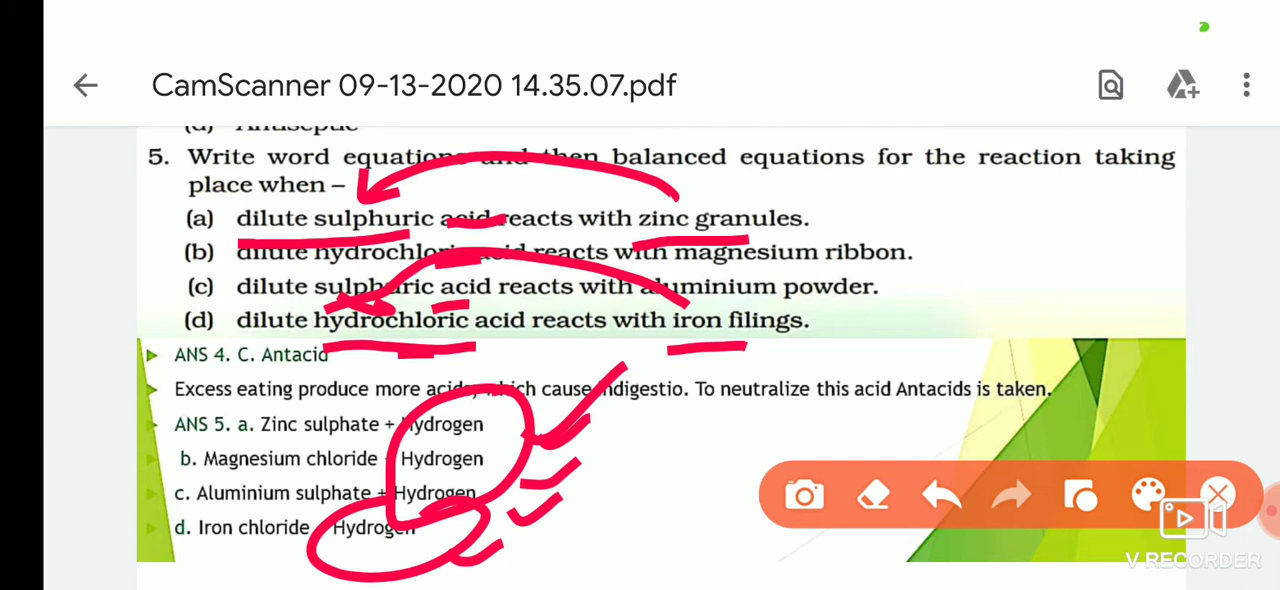 CamScanner 09-13-2020 14.35.07.pdf
(d) Antiseptic
5. Write word equations and then balanced equations for the reaction taking
place when –
(a) dilute sulphuric acid reacts with zinc granules.
(b) dilute hydrochloric acid reacts with magnesium ribbon.
(c) dilute sulphuric acid reacts with aluminium powder.
(d) dilute hydrochloric acid reacts with iron filings.
ANS 4. C. Antacid
Excess eating produce more acids, which cause indigestio. To neutralize this acid Antacids is taken.
ANS 5. a. Zinc sulphate + Hydrogen
b. Magnesium chloride + Hydrogen
c. Aluminium sulphate + Hydrogen
d. Iron chloride + Hydrogen
V RECORDER